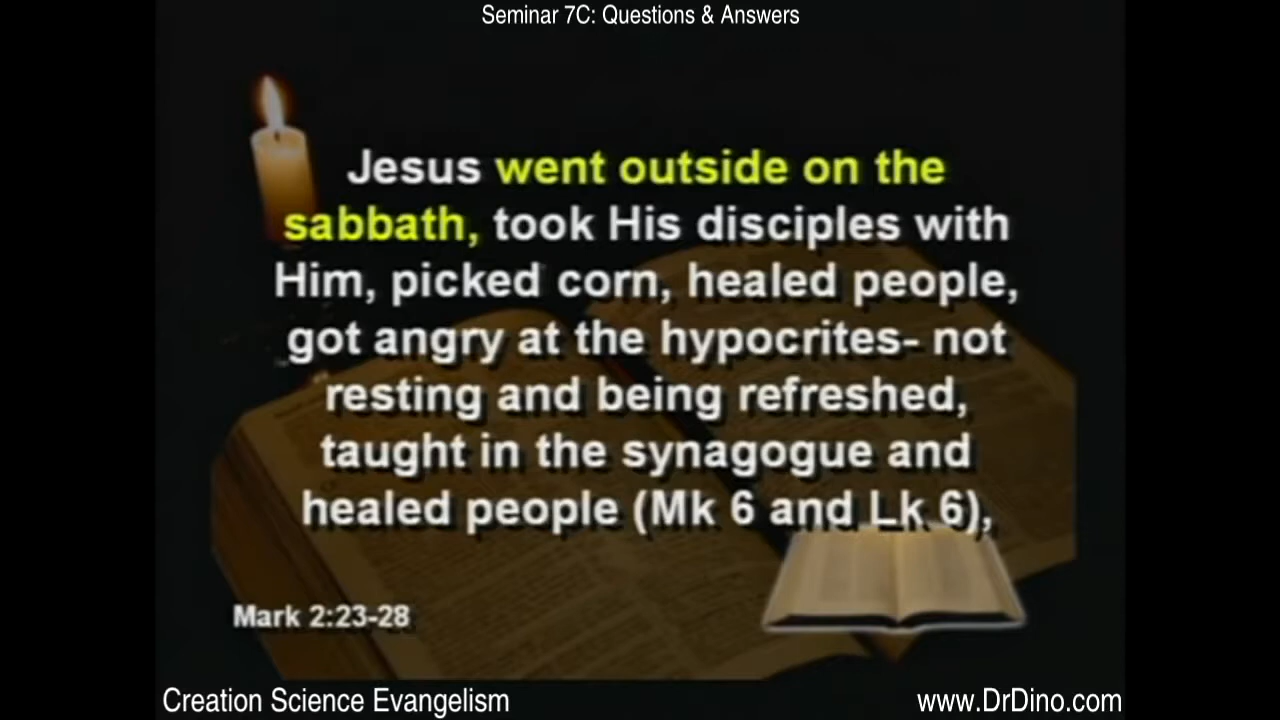 Seminar 7C: Questions & Answers
Jesus went outside on the
sabbath, took His disciples with
Him, picked corn, healed people,
got angry at the hypocrites- not
resting and being refreshed,
taught in the synagogue and
healed people (Mk 6 and Lk 6),
Mark 2:23-28
Creation Science Evangelism
www.DrDino.com